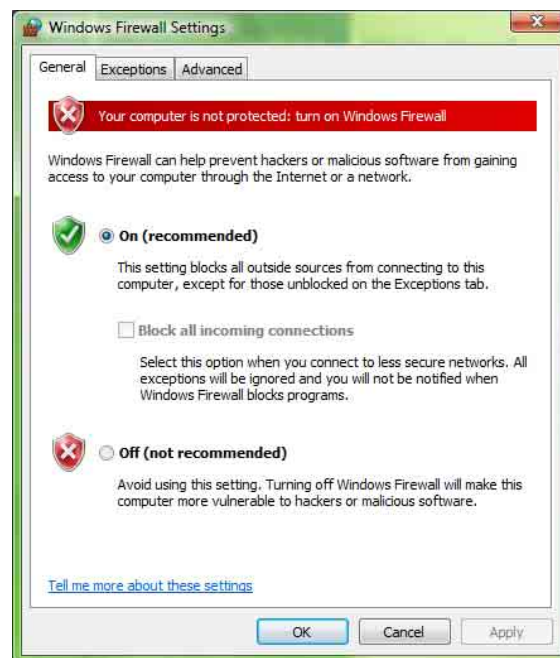 Windows Firewall Settings
General Exceptions Advanced
Your computer is not protected: turn on Windows Firewall
Windows Firewall can help prevent hackers or malicious software from gaining
access to your computer through the Internet or a network.
On (recommended)
This setting blocks all outside sources from connecting to this
computer, except for those unblocked on the Exceptions tab.
Block all incoming connections
Select this option when you connect to less secure networks. All
exceptions will be ignored and you will not be notified when
Windows Firewall blocks programs.
Off (not recommended)
Avoid using this setting. Turning off Windows Firewall will make this
computer more vulnerable to hackers or malicious software.
Tell me more about these settings
OK Cancel Apply